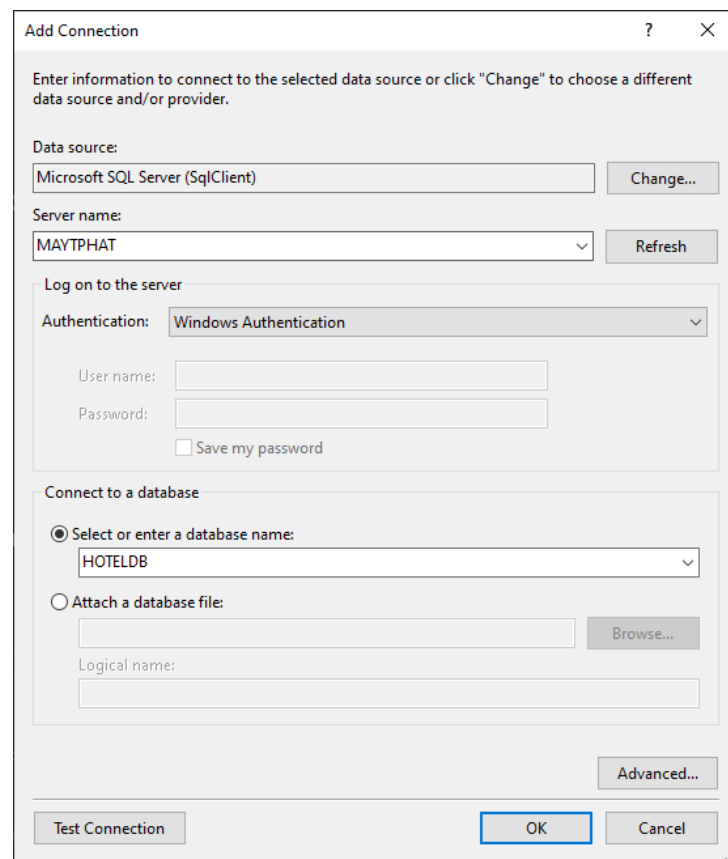 Add Connection
?
Enter information to connect to the selected data source or click "Change" to choose a different
data source and/or provider.
Data source:
Microsoft SQL Server (SqlClient)
Change...
Server name:
MAYTPHAT
Refresh
Log on to the server
Authentication:
Windows Authentication
User name:
Password:
Save my password
Connect to a database
Select or enter a database name:
HOTELDB
Attach a database file:
Browse...
Logical name:
Advanced...
Test Connection
OK
Cancel